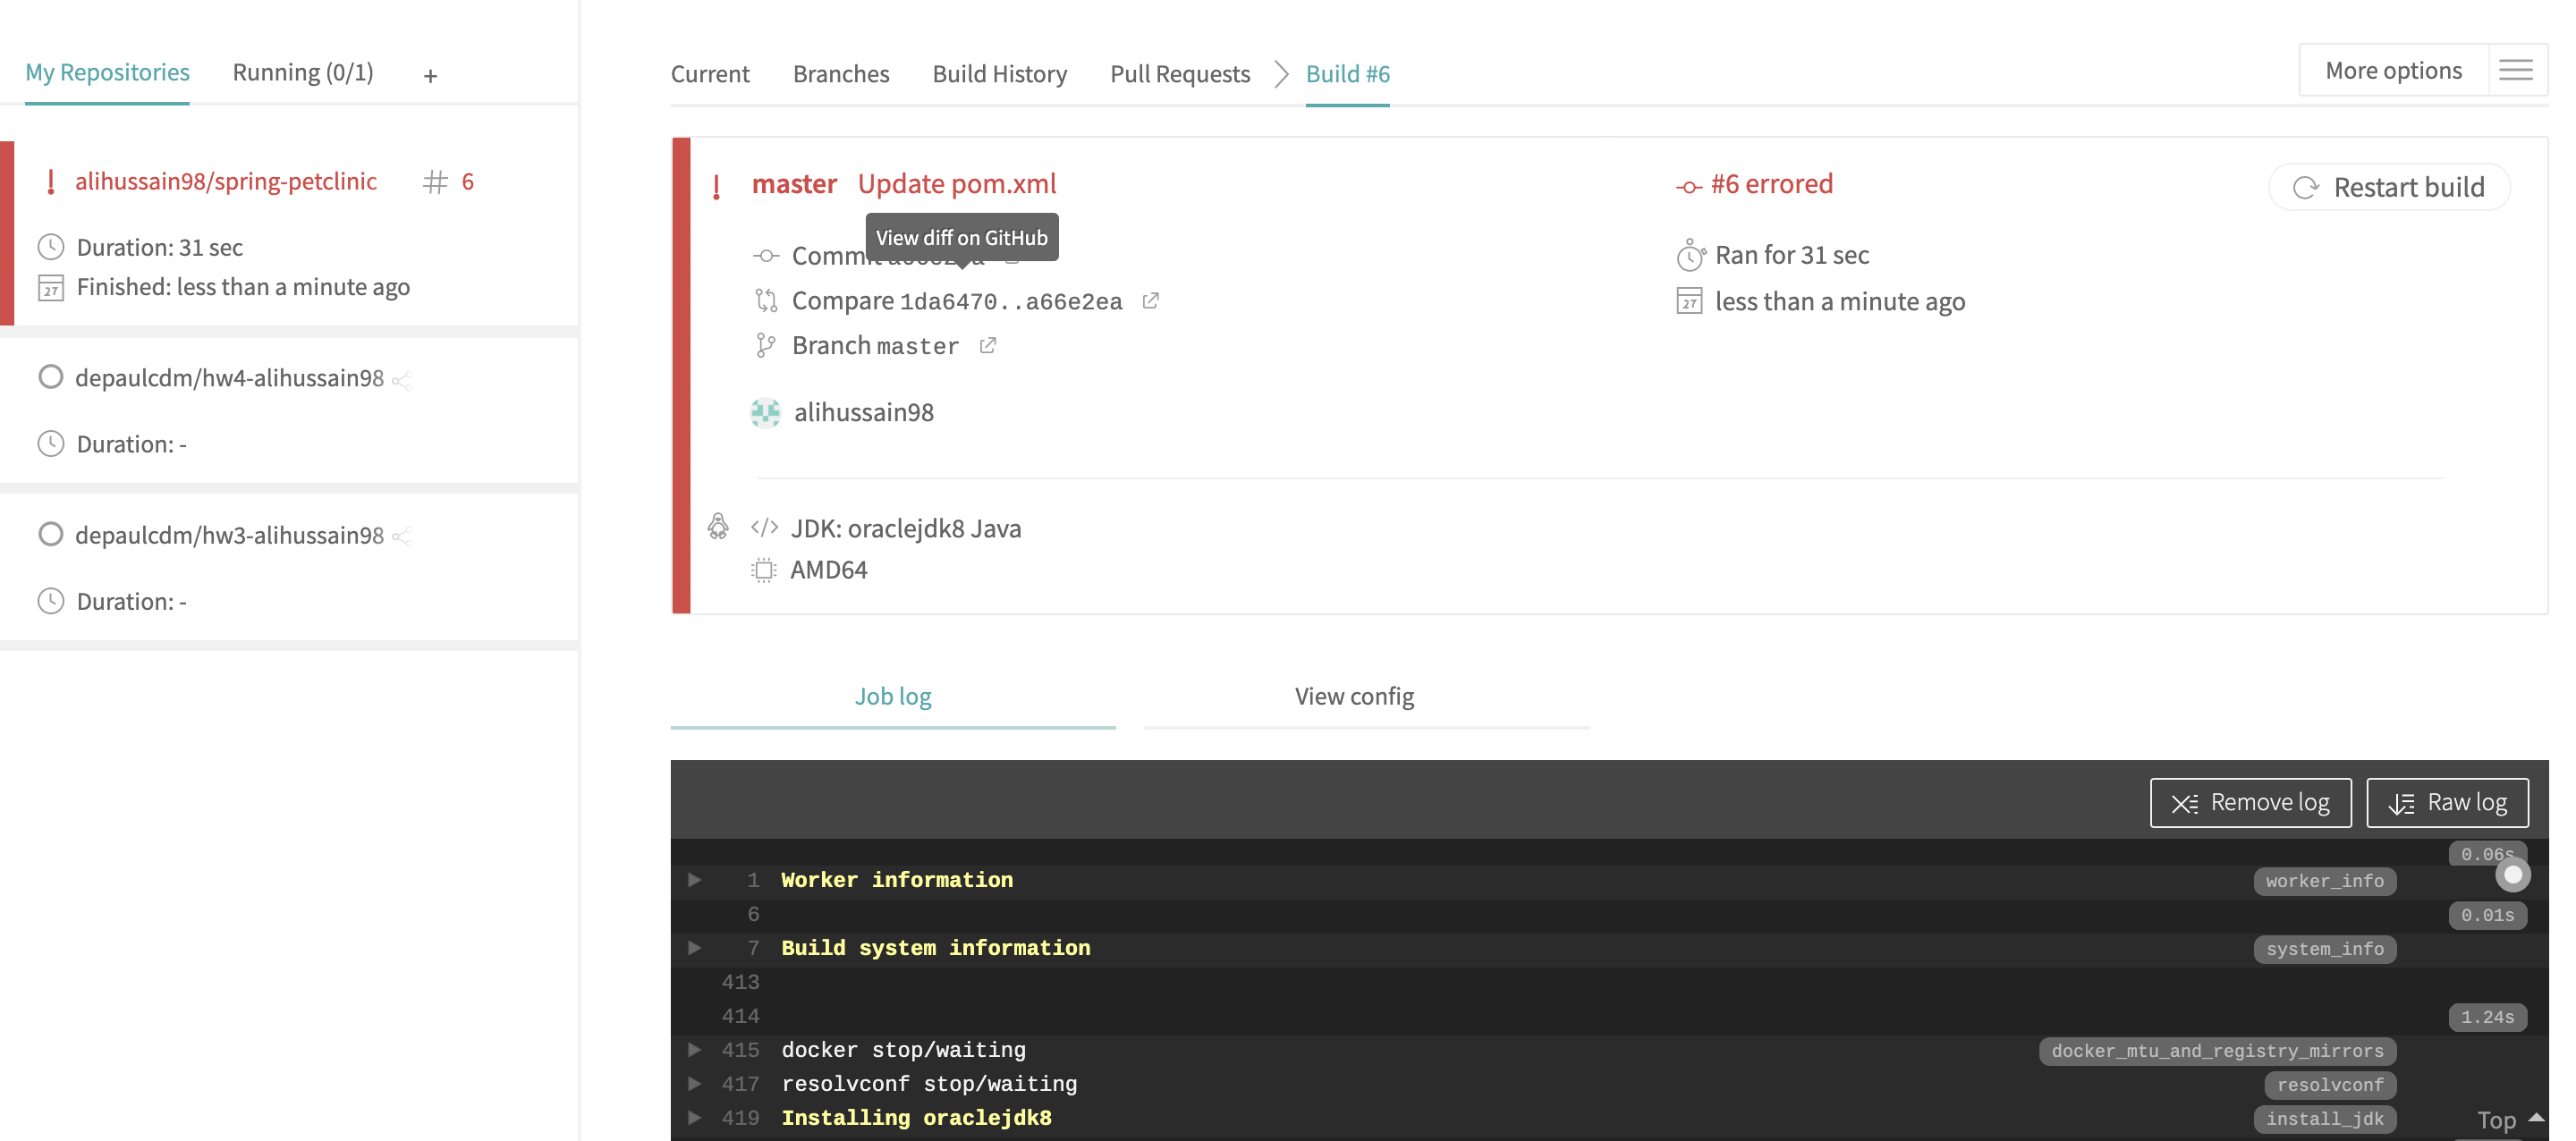 My Repositories Running (0/1) +
alihussain98/spring-petclinic # 6
Duration: 31 sec
27 Finished: less than a minute ago
depaulcdm/hw4-alihussain98
Duration: -
depaulcdm/hw3-alihussain98
Duration: -
Current Branches Build History Pull Requests Build #6
More options
! master Update pom.xml
View diff on GitHub
Commit
Compare 1da6470..a66e2ea
Branch master
alihussain98
#6 errored
Ran for 31 sec
27 less than a minute ago
Restart build
</> JDK: oraclejdk8 Java
AMD64
Job log View config
Remove log Raw log
0.06s
1 Worker information worker_info
6 0.01s
7 Build system information system_info
413
414 1.24s
415 docker stop/waiting docker_mtu_and_registry_mirrors
417 resolvconf stop/waiting resolvconf
419 Installing oraclejdk8 install_jdk
Top